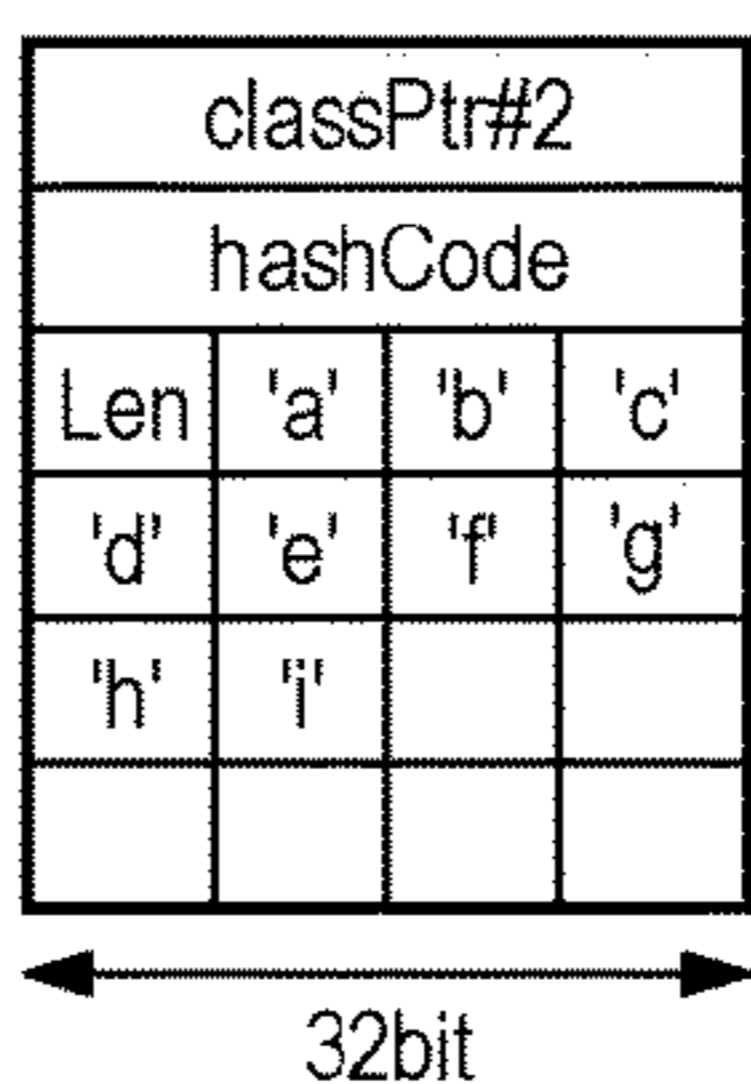 classPtr#2
hashCode
Len 'a' 'b' 'c'
'd' 'e' 'f' 'g'
'h' 'i'
32bit